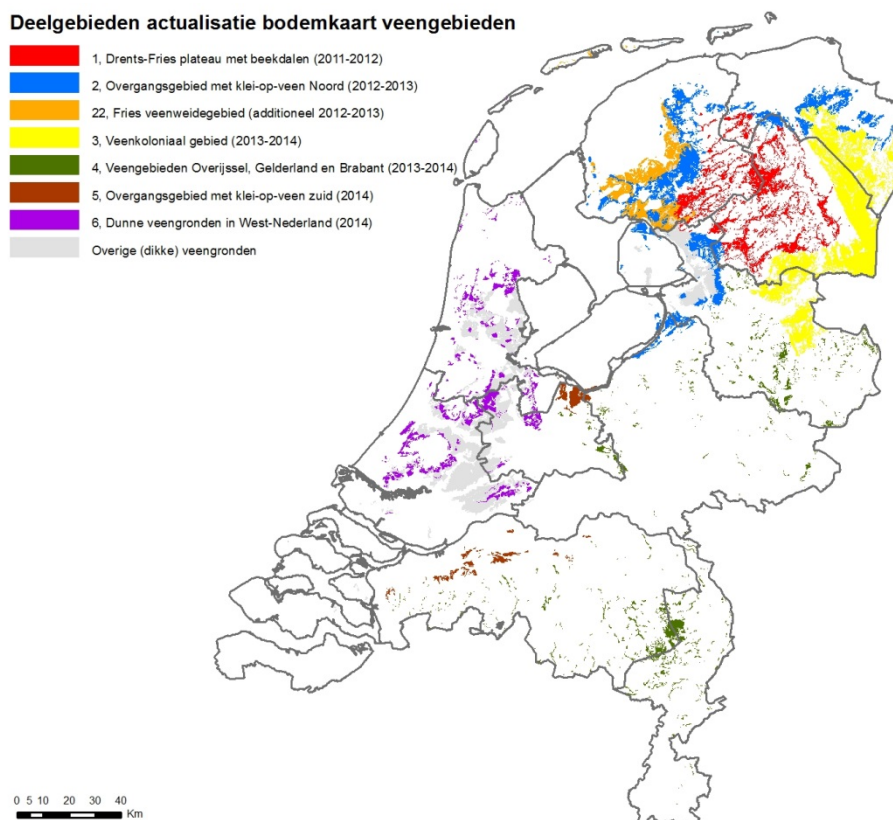 Deelgebieden actualisatie bodemkaart veengebieden
1, Drents-Fries plateau met beekdalen (2011-2012)
2, Overgangsgebied met klei-op-veen Noord (2012-2013)
22, Fries veenweidegebied (additioneel 2012-2013)
3, Veenkoloniaal gebied (2013-2014)
4, Veengebieden Overijssel, Gelderland en Brabant (2013-2014)
5, Overgangsgebied met klei-op-veen zuid (2014)
6, Dunne veengronden in West-Nederland (2014)
Overige (dikke) veengronden
0 5 10 20 30 40
Km